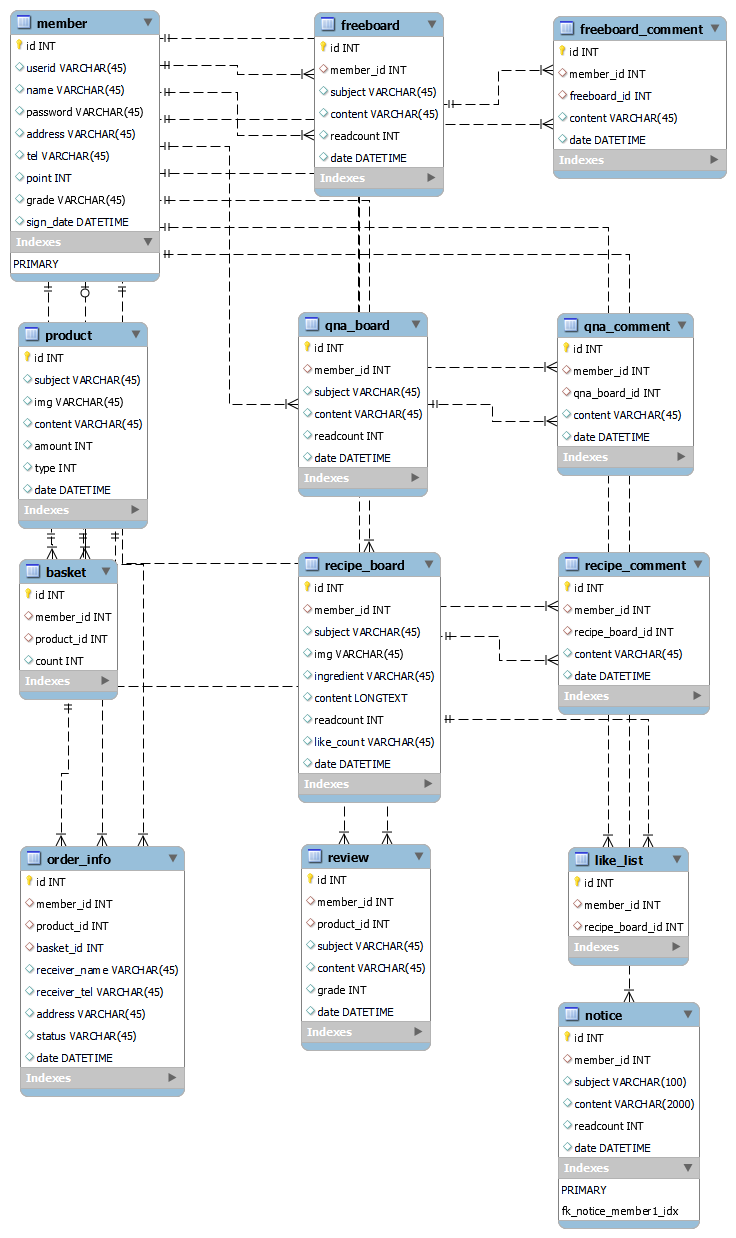 member
id INT
userid VARCHAR(45)
name VARCHAR(45)
password VARCHAR(45)
address VARCHAR(45)
tel VARCHAR(45)
point INT
grade VARCHAR(45)
sign_date DATETIME
Indexes
PRIMARY
freeboard
id INT
member_id INT
subject VARCHAR(45)
content VARCHAR(45)
readcount INT
date DATETIME
Indexes
freeboard_comment
id INT
member_id INT
freeboard_id INT
content VARCHAR(45)
date DATETIME
Indexes
product
id INT
subject VARCHAR(45)
img VARCHAR(45)
content VARCHAR(45)
amount INT
type INT
date DATETIME
Indexes
qna_board
id INT
member_id INT
subject VARCHAR(45)
content VARCHAR(45)
readcount INT
date DATETIME
Indexes
qna_comment
id INT
member_id INT
qna_board_id INT
content VARCHAR(45)
date DATETIME
Indexes
basket
id INT
member_id INT
product_id INT
count INT
Indexes
recipe_board
id INT
member_id INT
subject VARCHAR(45)
img VARCHAR(45)
ingredient VARCHAR(45)
content LONGTEXT
readcount INT
like_count VARCHAR(45)
date DATETIME
Indexes
recipe_comment
id INT
member_id INT
recipe_board_id INT
content VARCHAR(45)
date DATETIME
Indexes
order_info
id INT
member_id INT
product_id INT
basket_id INT
receiver_name VARCHAR(45)
receiver_tel VARCHAR(45)
address VARCHAR(45)
status VARCHAR(45)
date DATETIME
Indexes
review
id INT
member_id INT
product_id INT
subject VARCHAR(45)
content VARCHAR(45)
grade INT
date DATETIME
Indexes
like_list
id INT
member_id INT
recipe_board_id INT
Indexes
notice
id INT
member_id INT
subject VARCHAR(100)
content VARCHAR(2000)
readcount INT
date DATETIME
Indexes
PRIMARY
fk_notice_member1_idx